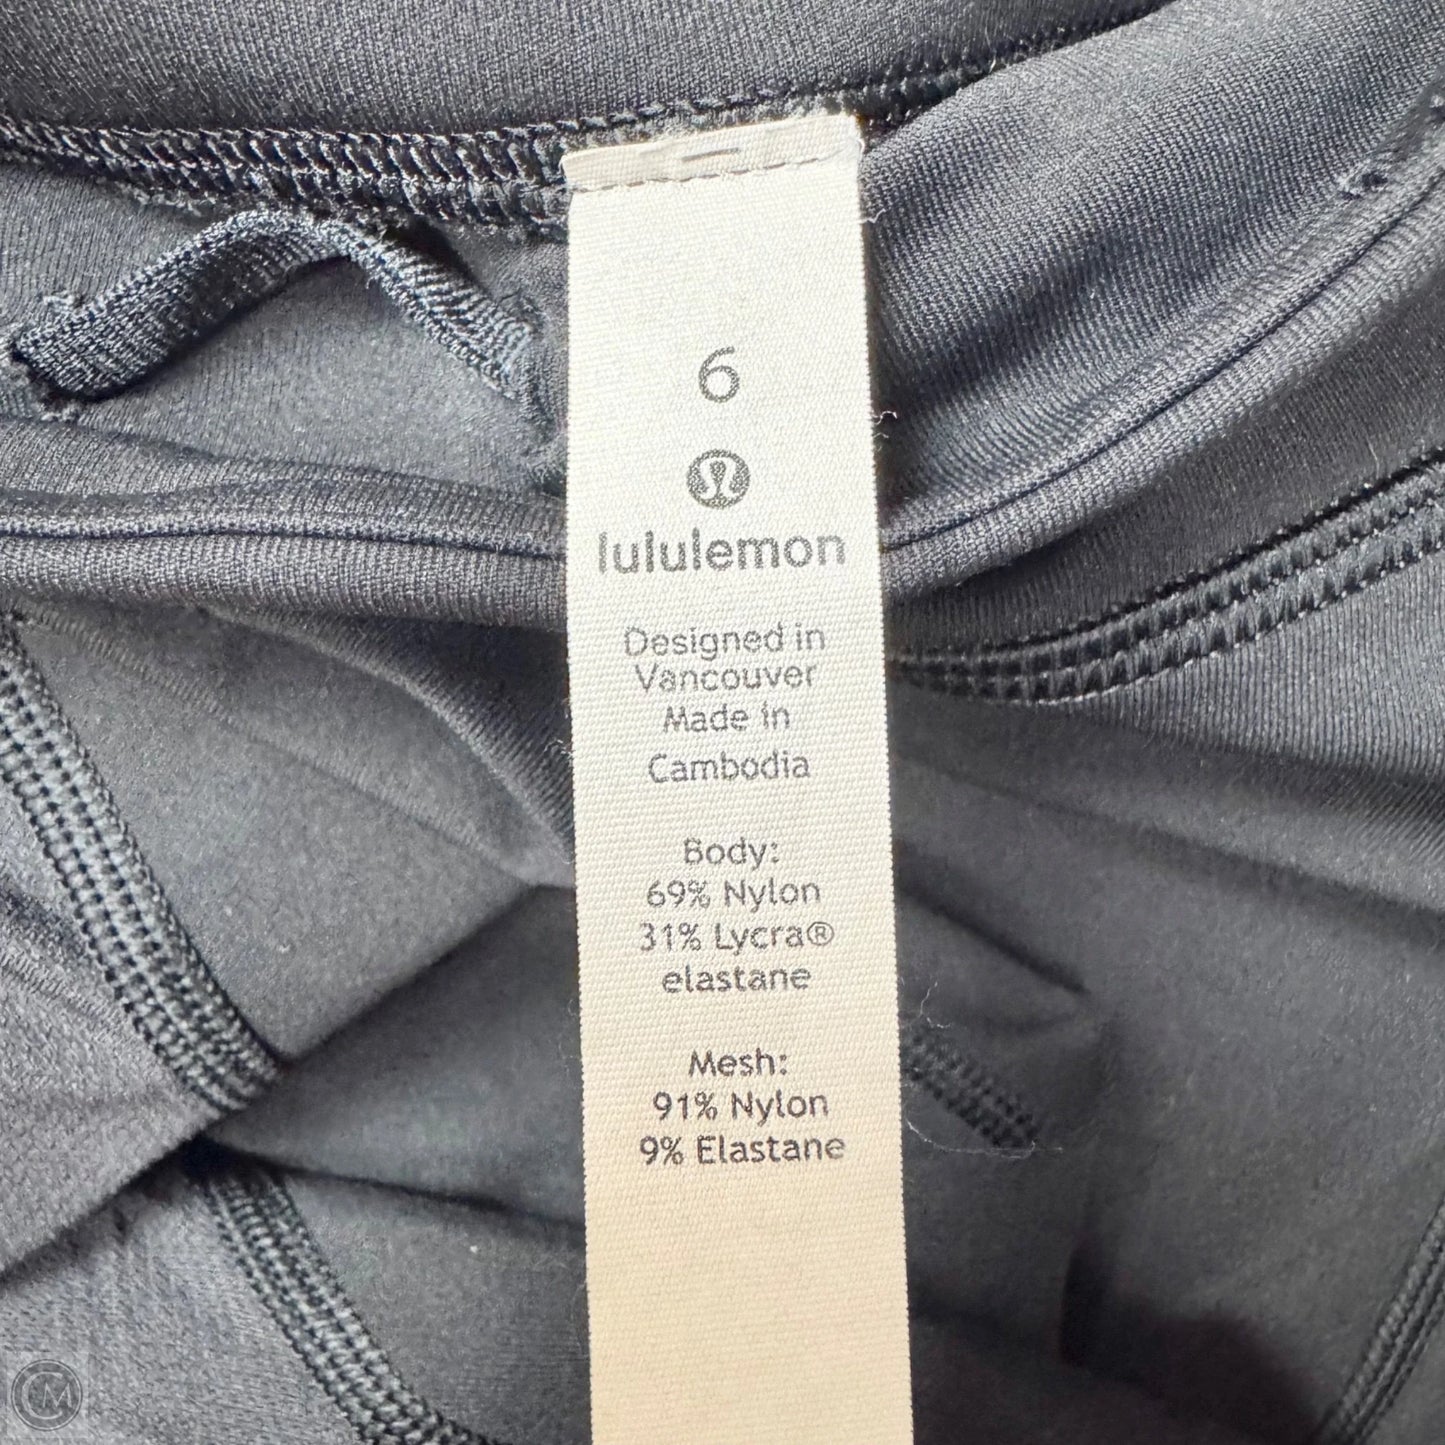 6
lululemon
Designed in
Vancouver
Made in
Cambodia
Body:
69% Nylon
31% Lycra®
elastane
Mesh:
91% Nylon
9% Elastane
CM